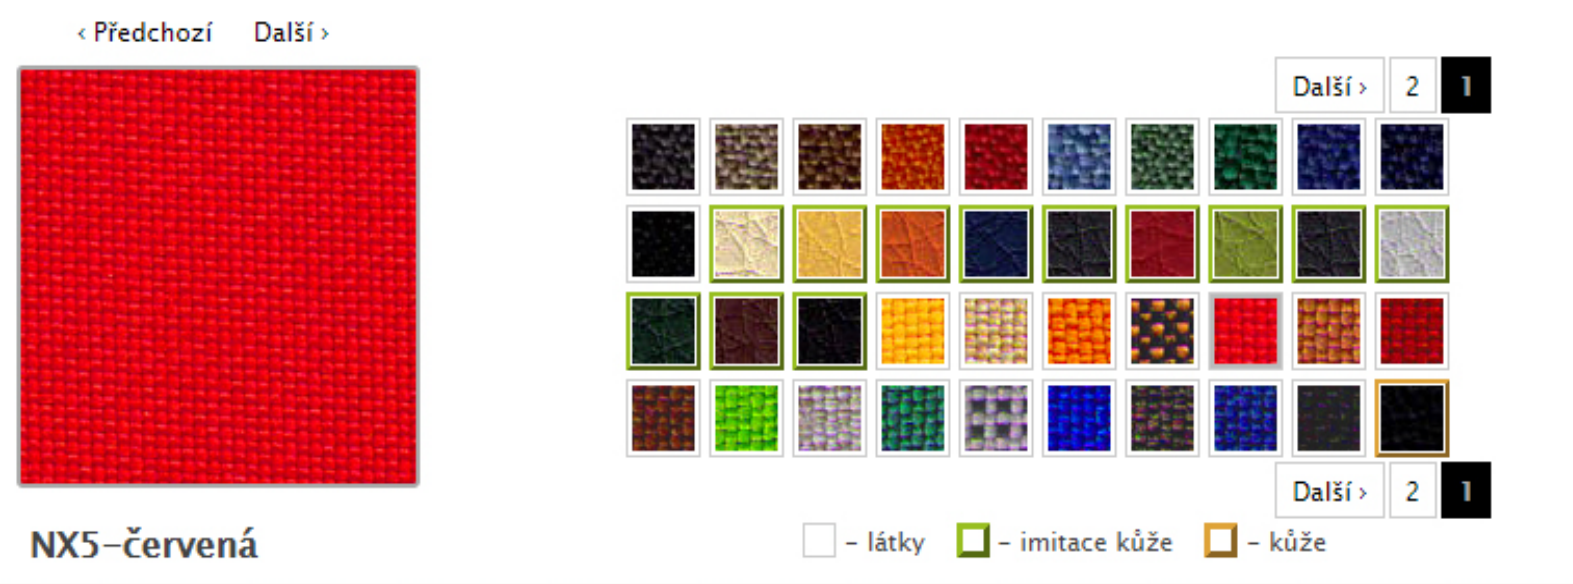 ‹ Předchozí Další ›
Další › 2 1
Další › 2 1
NX5-červená
– látky – imitace kůže – kůže